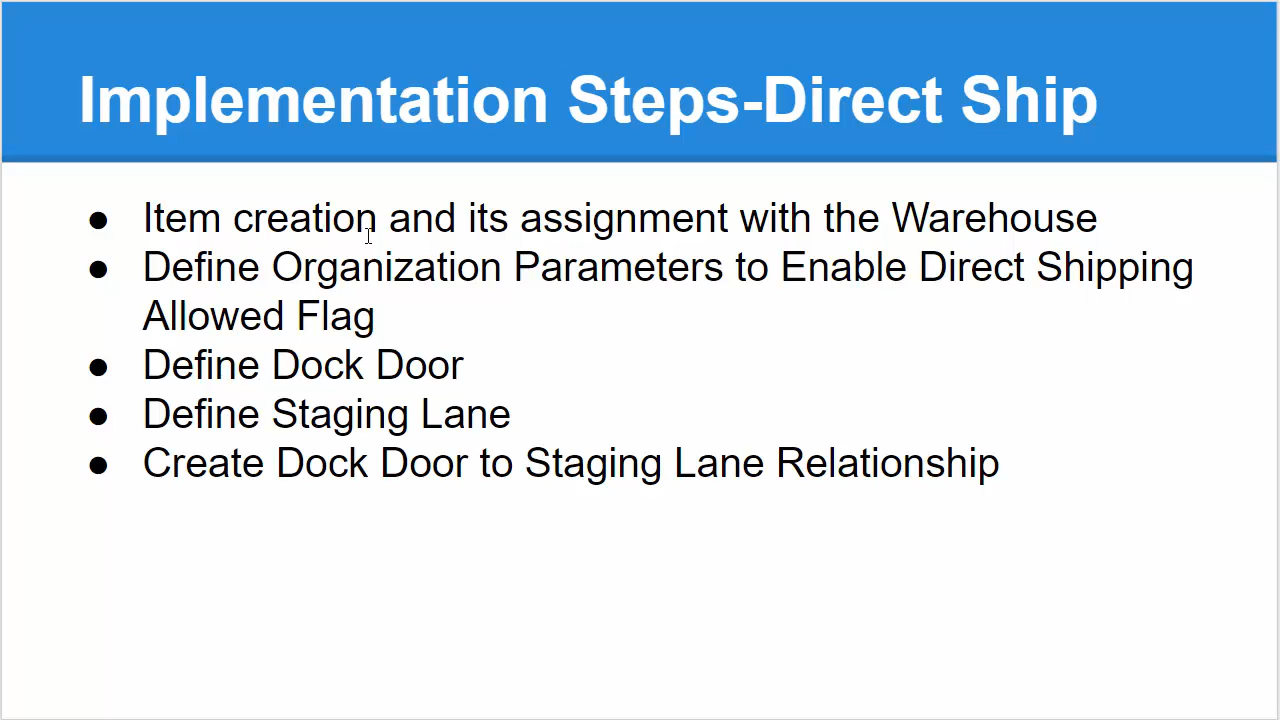 Implementation Steps-Direct Ship
● Item creation and its assignment with the Warehouse
● Define Organization Parameters to Enable Direct Shipping
Allowed Flag
● Define Dock Door
● Define Staging Lane
● Create Dock Door to Staging Lane Relationship